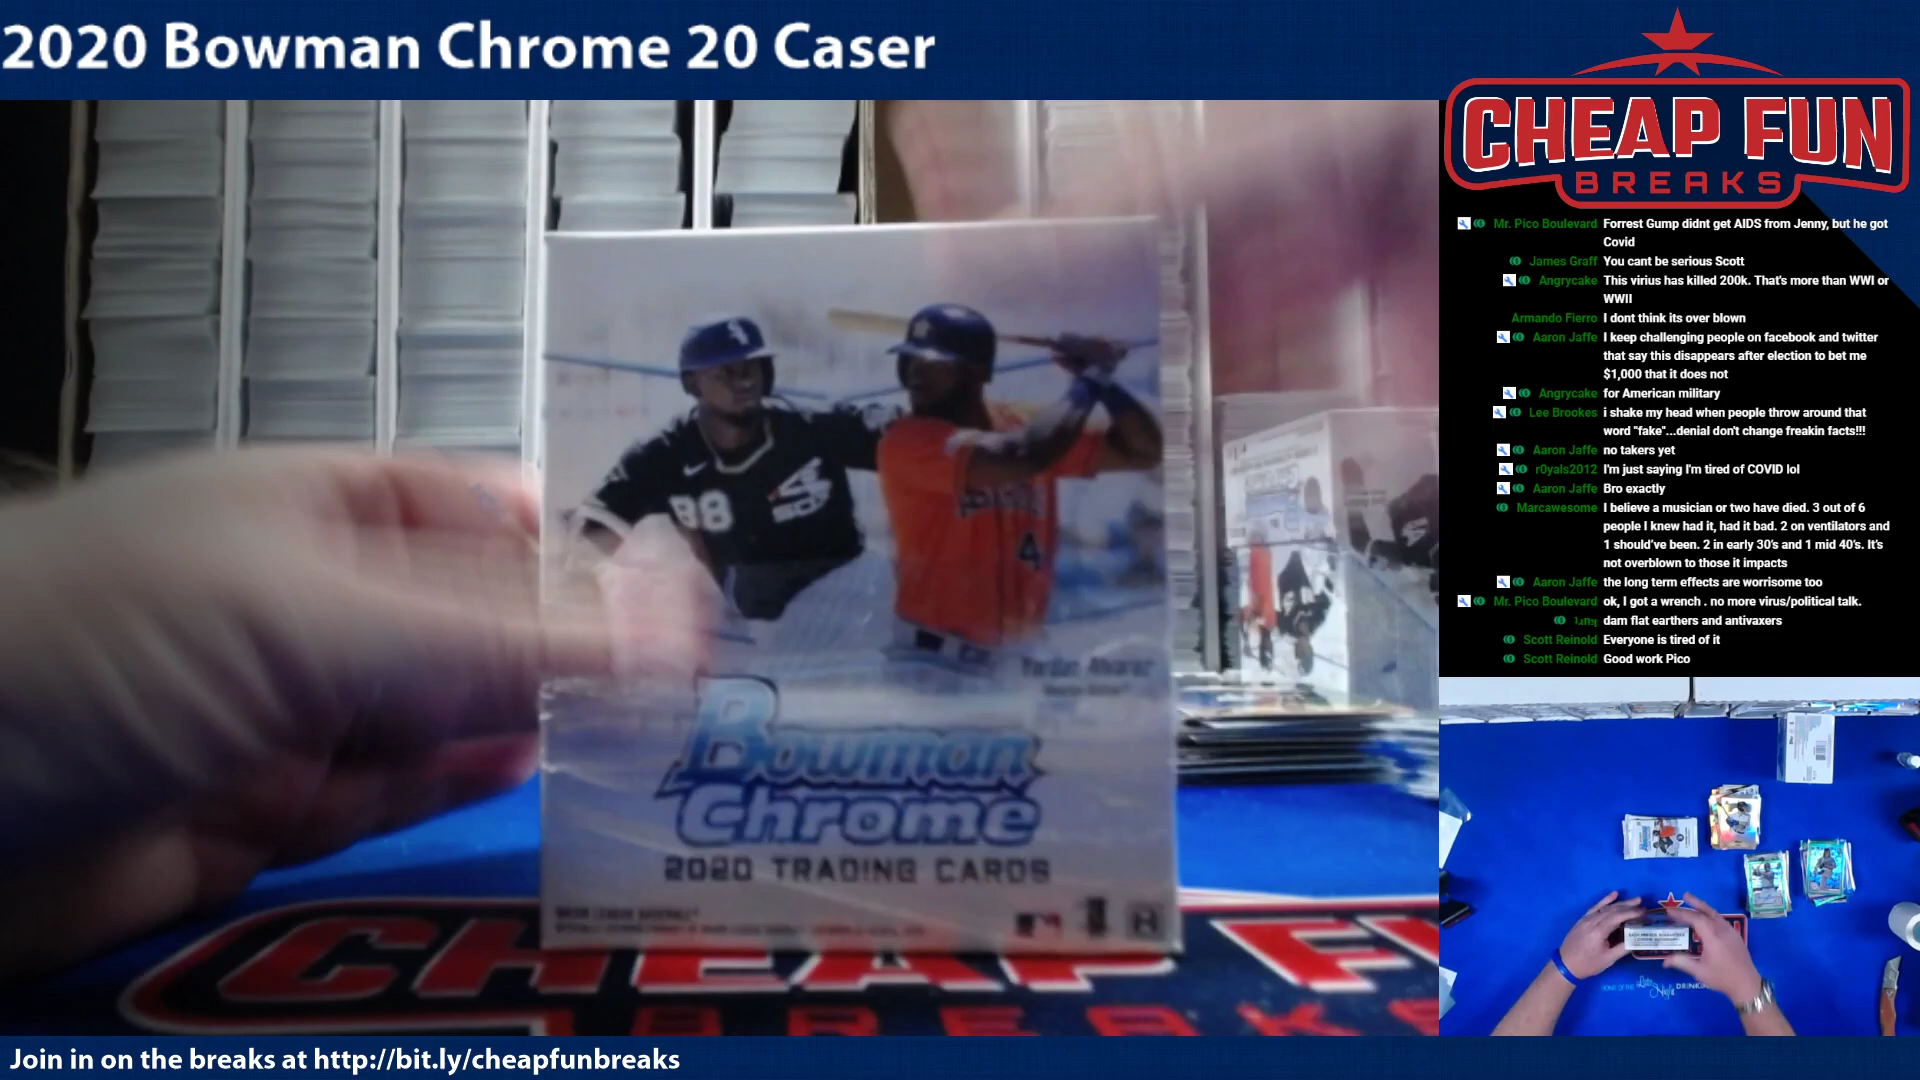 2020 Bowman Chrome 20 Caser
CHEAP FUN
BREAKS
Mr. Pico Boulevard Forrest Gump didnt get AIDS from Jenny, but he got
Covid
James Graff You cant be serious Scott
Angrycake This virius has killed 200k. That's more than WWI or
WWII
Armando Fierro I dont think its over blown
Aaron Jaffe I keep challenging people on facebook and twitter
that say this disappears after election to bet me
$1,000 that it does not
Angrycake for American military
Lee Brookes i shake my head when people throw around that
word "fake"...denial don't change freakin facts!!!
Aaron Jaffe no takers yet
r0yals2012 I'm just saying I'm tired of COVID lol
Aaron Jaffe Bro exactly
Marcawesome I believe a musician or two have died. 3 out of 6
people I knew had it, had it bad. 2 on ventilators and
1 should've been. 2 in early 30's and 1 mid 40's. It's
not overblown to those it impacts
Aaron Jaffe the long term effects are worrisome too
Mr. Pico Boulevard ok, I got a wrench . no more virus/political talk.
dam flat earthers and antivaxers
Scott Reinold Everyone is tired of it
Scott Reinold Good work Pico
88
SOX
4
Yordan Alvarez
Bowman
Chrome
2020 TRADING CARDS
CHEAP F
BREAKS
Join in on the breaks at http://bit.ly/cheapfunbreaks